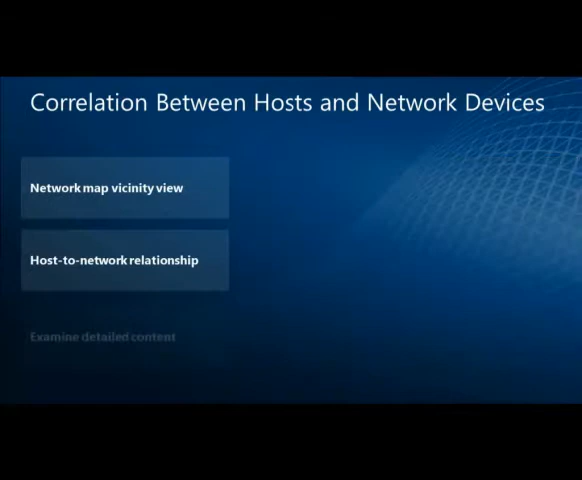 Correlation Between Hosts and Network Devices
Network map vicinity view
Host-to-network relationship
Examine detailed content